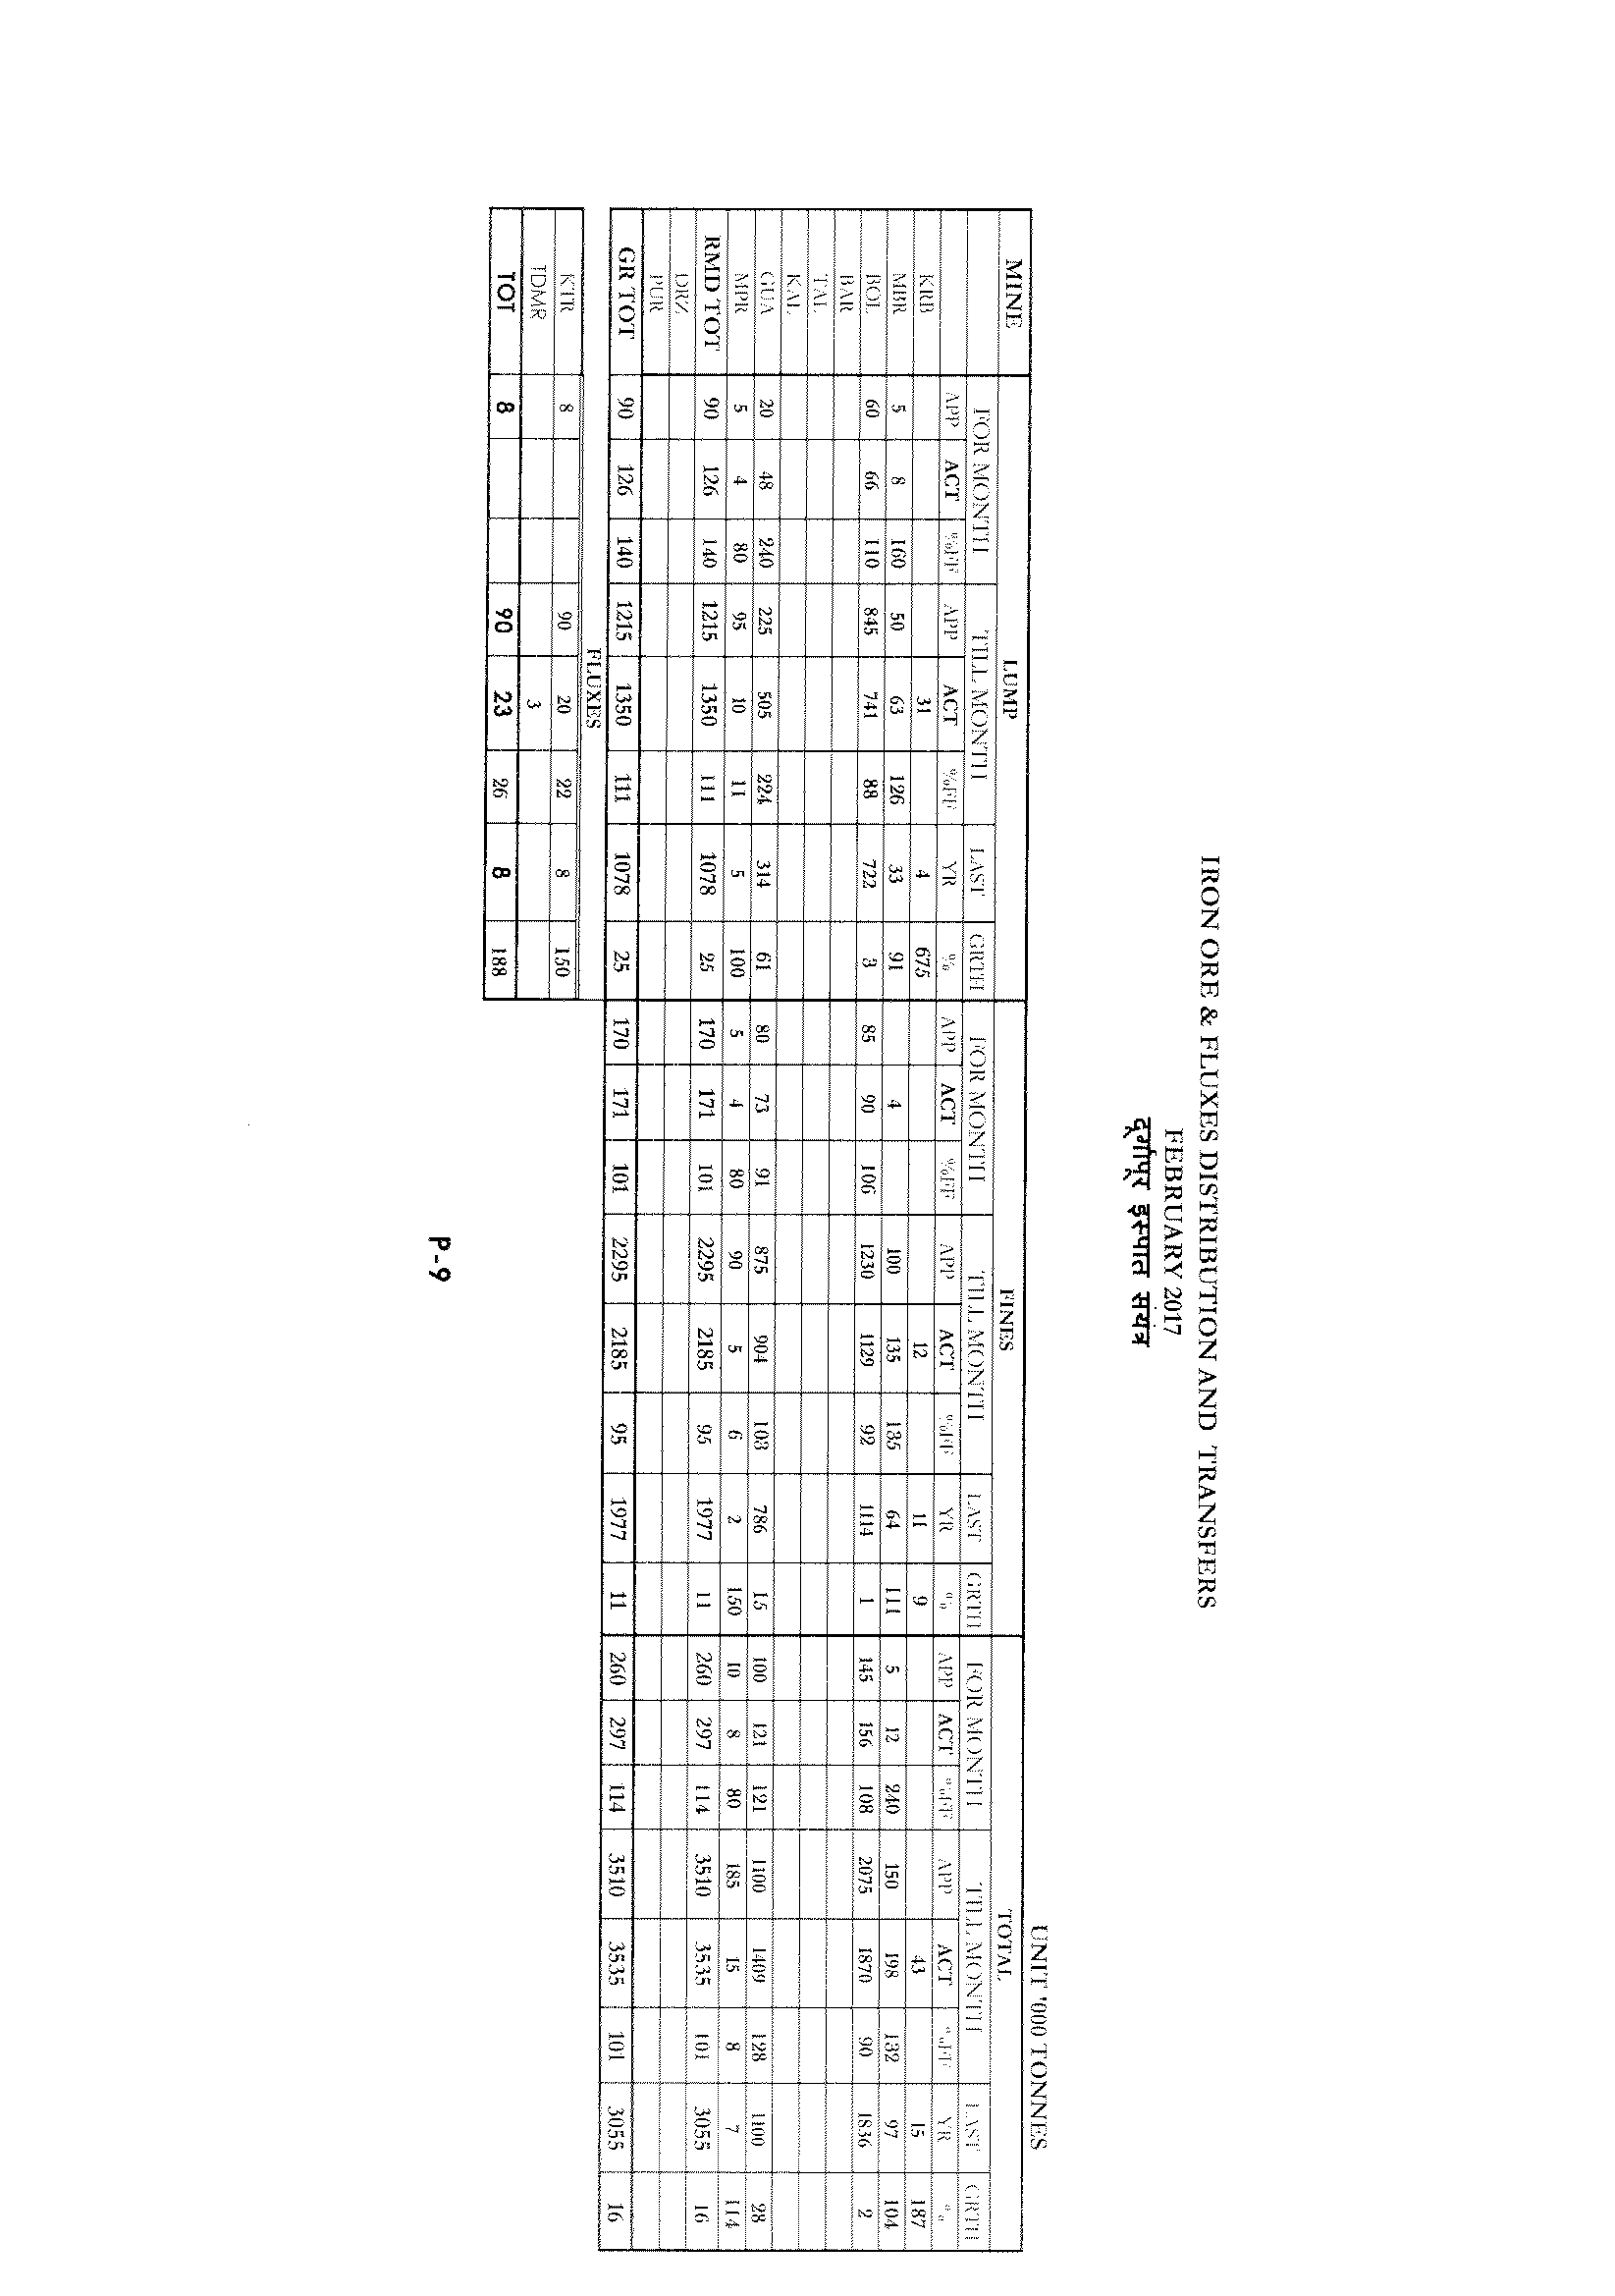 IRON ORE & FLUXES DISTRIBUTION AND TRANSFERS
FEBRUARY 2017
दूर्गापूर इस्पात संयंत्र
UNIT '000 TONNES
MINE LUMP FINES TOTAL
FOR MONTH TILL MONTH LAST GRTH FOR MONTH TILL MONTH LAST GRTH FOR MONTH TILL MONTH LAST GRTH
APP ACT %FF APP ACT %FF YR % APP ACT %FF APP ACT %FF YR % APP ACT %FF APP ACT %FF YR %
KRB 31 4 675 12 11 9 43 15 187
MBR 5 8 160 50 63 126 33 91 4 100 135 135 64 111 5 12 240 150 198 132 97 104
BOL 60 66 110 845 741 88 722 3 85 90 106 1230 1129 92 1114 1 145 156 108 2075 1870 90 1836 2
BAR
TAL
KAL
GUA 20 48 240 225 505 224 314 61 80 73 91 875 904 103 786 15 100 121 121 1100 1409 128 1100 28
MPR 5 4 80 95 10 11 5 100 5 4 80 90 5 6 2 150 10 8 80 185 15 8 7 114
RMD TOT 90 126 140 1215 1350 111 1078 25 170 171 101 2295 2185 95 1977 11 260 297 114 3510 3535 101 3055 16
DRZ
PUR
GR TOT 90 126 140 1215 1350 111 1078 25 170 171 101 2295 2185 95 1977 11 260 297 114 3510 3535 101 3055 16
FLUXES
KTR 8 90 20 22 8 150
TDMR 3
TOT 8 90 23 26 8 188
P-9